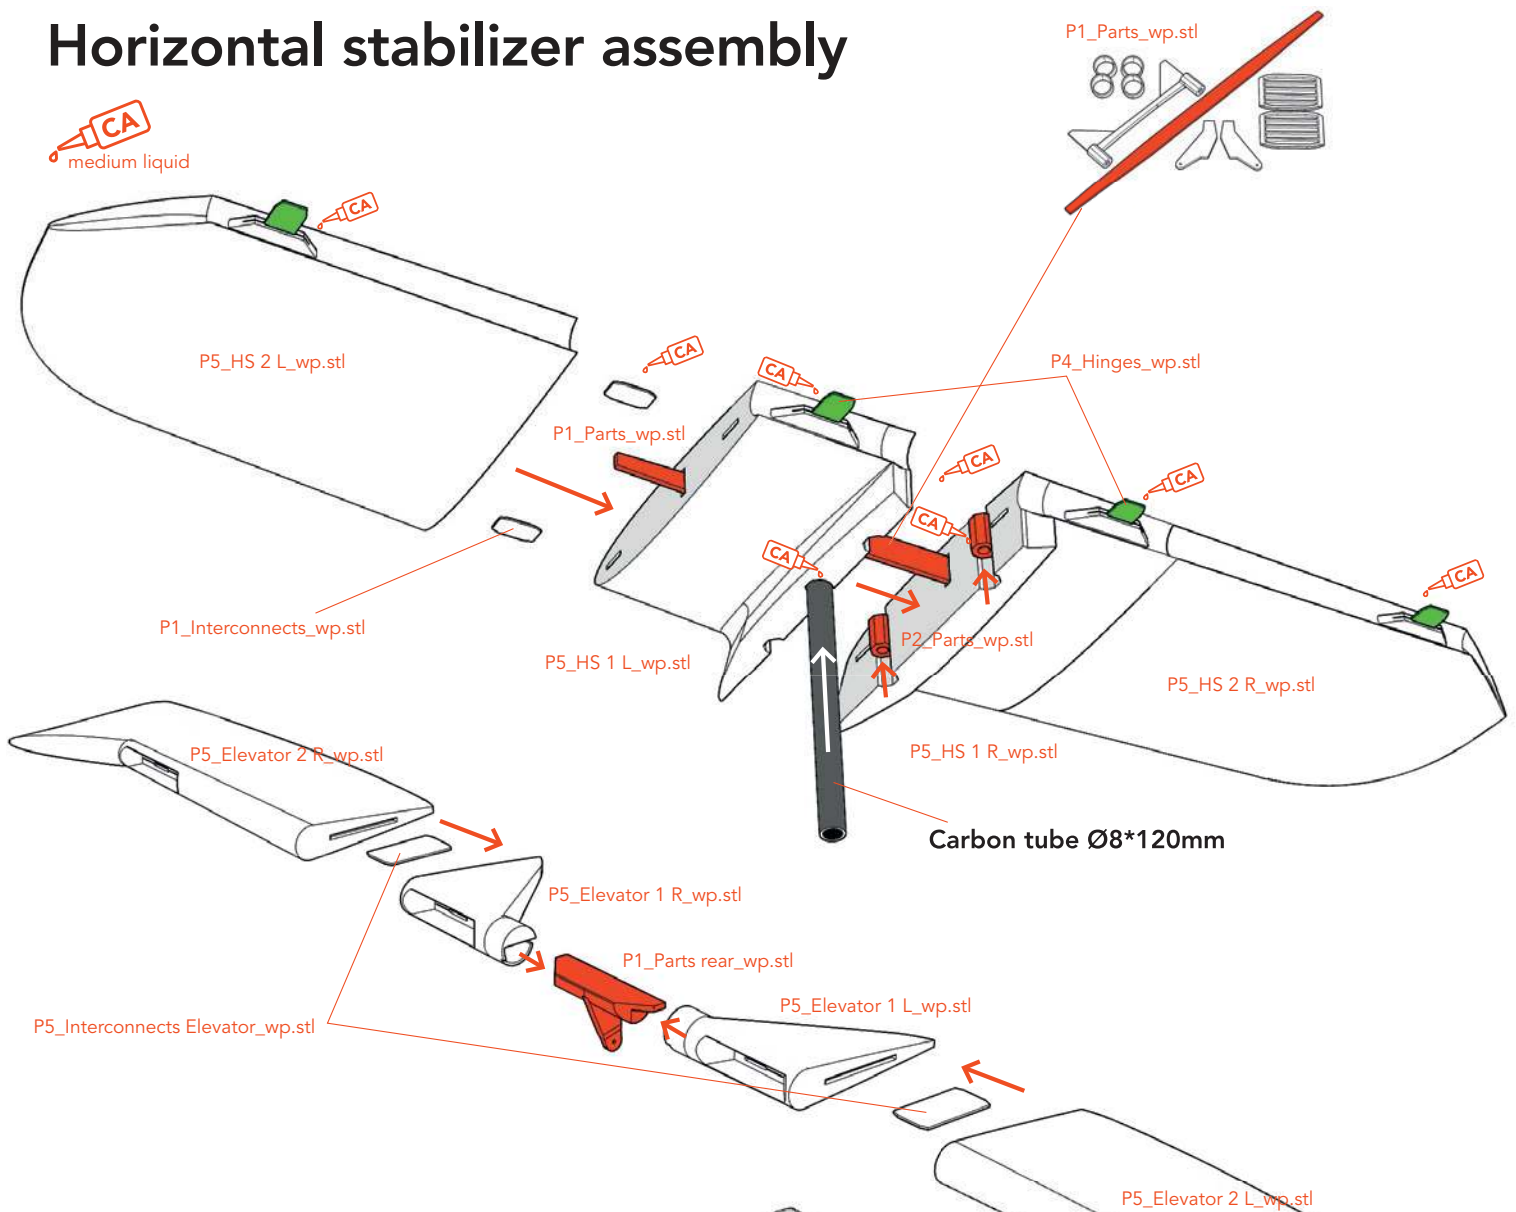 Horizontal stabilizer assembly
P1_Parts_wp.stl
CA
medium liquid
CA
P5_HS 2 L_wp.stl
CA
CA
P4_Hinges_wp.stl
P1_Parts_wp.stl
CA
CA
CA
CA
CA
P1_Interconnects_wp.stl
P2_Parts_wp.stl
P5_HS 1 L_wp.stl
P5_HS 2 R_wp.stl
P5_Elevator 2 R_wp.stl
P5_HS 1 R_wp.stl
Carbon tube Ø8*120mm
P5_Elevator 1 R_wp.stl
P1_Parts rear_wp.stl
P5_Elevator 1 L_wp.stl
P5_Interconnects Elevator_wp.stl
P5_Elevator 2 L_wp.stl